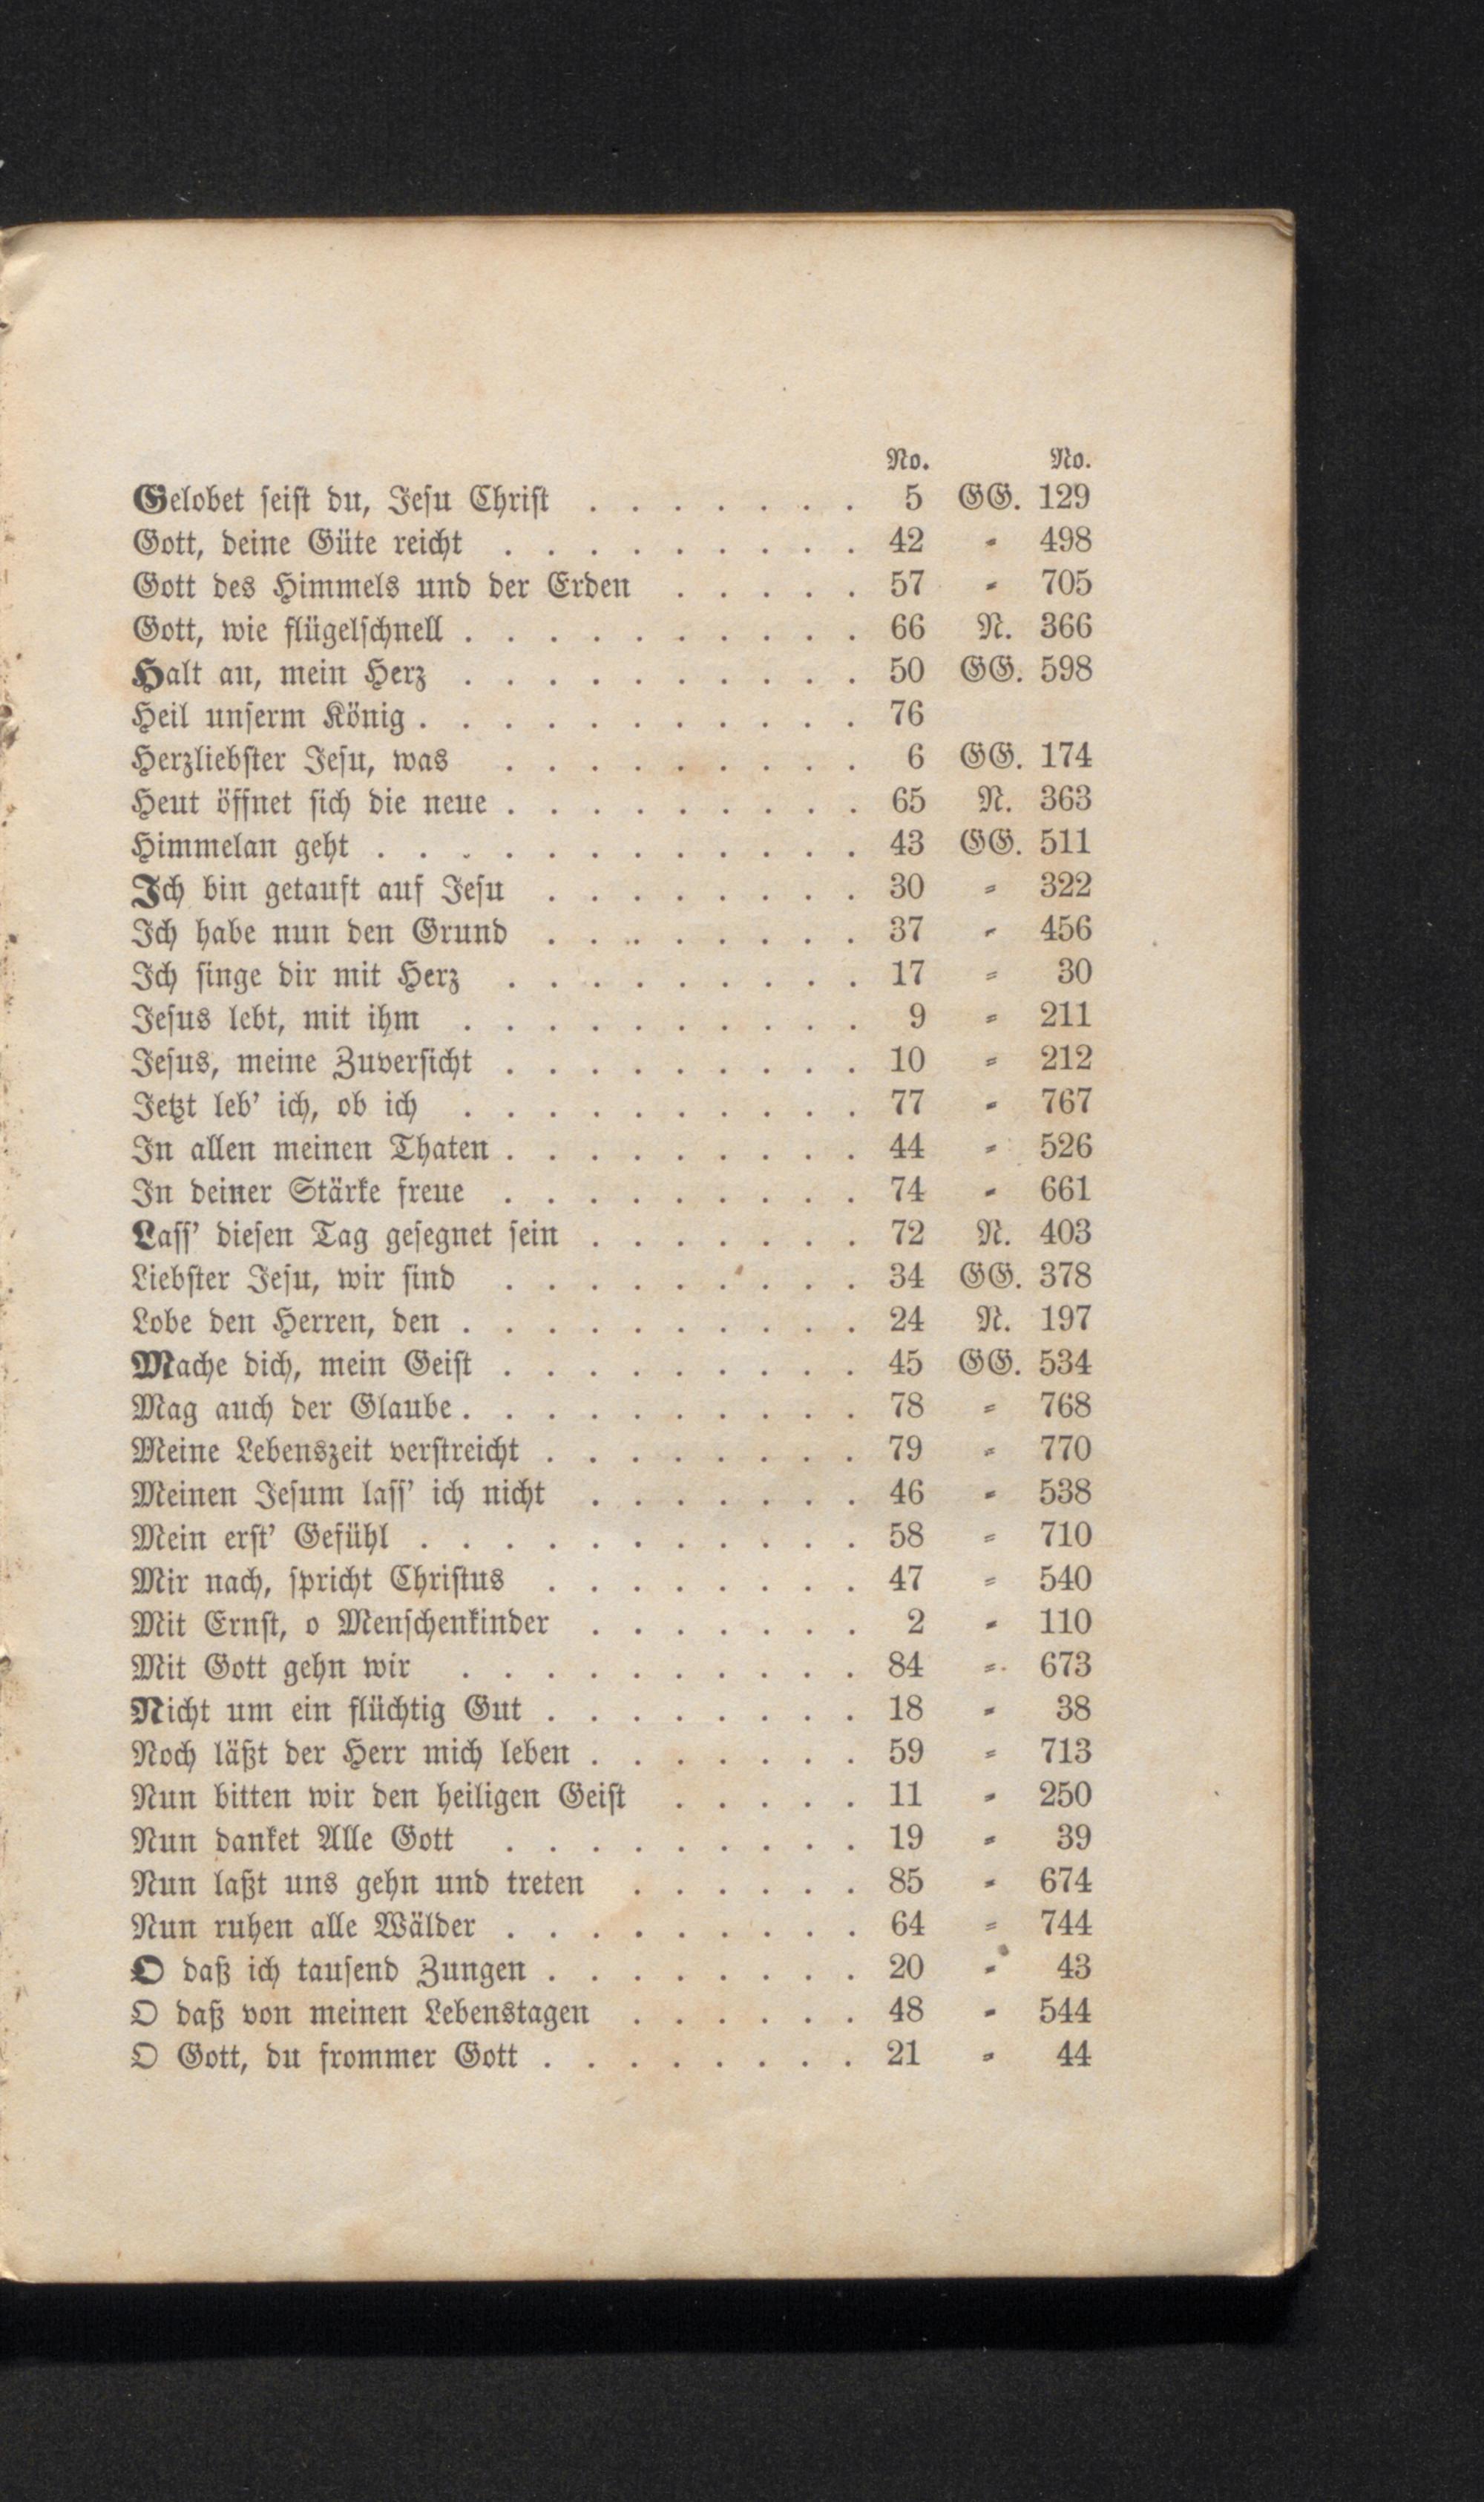 No. No.
Gelobet seist du, Jesu Christ . . . . . . . 5 GG. 129
Gott, deine Güte reicht . . . . . . . . . 42 = 498
Gott des Himmels und der Erden . . . . . 57 = 705
Gott, wie flügelschnell . . . . . . . . . . 66 N. 366
Halt an, mein Herz . . . . . . . . . . 50 GG. 598
Heil unserm König . . . . . . . . . . . 76
Herzliebster Jesu, was . . . . . . . . . 6 GG. 174
Heut öffnet sich die neue . . . . . . . . . 65 N. 363
Himmelan geht . . . . . . . . . . . . 43 GG. 511
Ich bin getauft auf Jesu . . . . . . . . 30 = 322
Ich habe nun den Grund . . . . . . . . 37 = 456
Ich singe dir mit Herz . . . . . . . . . 17 = 30
Jesus lebt, mit ihm . . . . . . . . . . 9 = 211
Jesus, meine Zuversicht . . . . . . . . . 10 = 212
Jetzt leb' ich, ob ich . . . . . . . . . . 77 = 767
In allen meinen Thaten . . . . . . . . . 44 = 526
In deiner Stärke freue . . . . . . . . . 74 = 661
Lass' diesen Tag gesegnet sein . . . . . . . 72 N. 403
Liebster Jesu, wir sind . . . . . . . . . 34 GG. 378
Lobe den Herren, den . . . . . . . . . . 24 N. 197
Mache dich, mein Geist . . . . . . . . . 45 GG. 534
Mag auch der Glaube . . . . . . . . . . 78 = 768
Meine Lebenszeit verstreicht . . . . . . . . 79 = 770
Meinen Jesum lass' ich nicht . . . . . . . 46 = 538
Mein erst' Gefühl . . . . . . . . . . . 58 = 710
Mir nach, spricht Christus . . . . . . . . 47 = 540
Mit Ernst, o Menschenkinder . . . . . . . 2 = 110
Mit Gott gehn wir . . . . . . . . . . 84 = 673
Nicht um ein flüchtig Gut . . . . . . . . 18 = 38
Noch läßt der Herr mich leben . . . . . . . 59 = 713
Nun bitten wir den heiligen Geist . . . . . 11 = 250
Nun danket Alle Gott . . . . . . . . . 19 = 39
Nun laßt uns gehn und treten . . . . . . 85 = 674
Nun ruhen alle Wälder . . . . . . . . . 64 = 744
O daß ich tausend Zungen . . . . . . . . 20 = 43
O daß von meinen Lebenstagen . . . . . . 48 = 544
O Gott, du frommer Gott . . . . . . . . 21 = 44